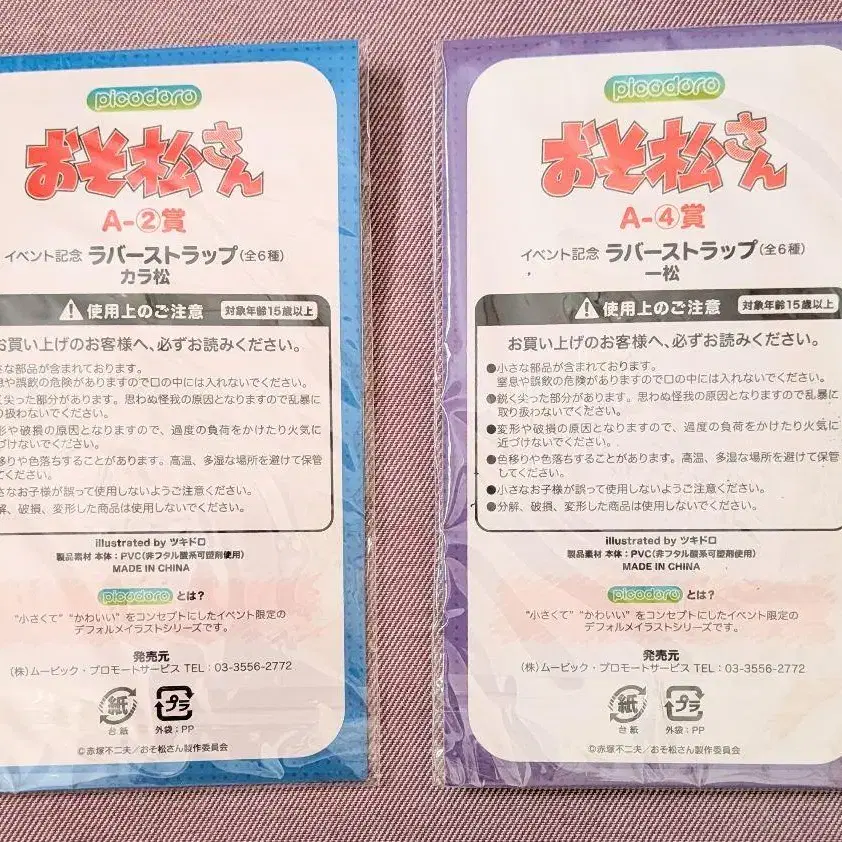 picodoro
おそ松さん
A-②賞
イベント記念 ラバーストラップ(全6種)
カラ松
使用上のご注意 対象年齢15歳以上
買い上げのお客様へ、必ずお読みください。
さな部品が含まれております。
息や誤飲の危険がありますので口の中には入れないでください。
く尖った部分があります。思わぬ怪我の原因となりますので乱暴に
り扱わないでください。
形や破損の原因となりますので、過度の負荷をかけたり火気に
づけないでください。
移りや色落ちすることがあります。高温、多湿な場所を避けて保管
してください。
さなお子様が誤って使用しないようご注意ください。
解、破損、変形した商品は使用しないでください。
illustrated by ツキドロ
製品素材 本体:PVC(非フタル酸系可塑剤使用)
MADE IN CHINA
picodoro とは?
"小さくて" "かわいい" をコンセプトにしたイベント限定の
デフォルメイラストシリーズです。
発売元
(株)ムービック・プロモートサービス TEL:03-3556-2772
紙 プラ
台紙 外袋:PP
©赤塚不二夫/おそ松さん製作委員会
picodoro
おそ松さん
A-④賞
イベント記念 ラバーストラップ(全6種)
一松
使用上のご注意 対象年齢15歳以上
お買い上げのお客様へ、必ずお読みください。
●小さな部品が含まれております。
窒息や誤飲の危険がありますので口の中には入れないでください。
●鋭く尖った部分があります。思わぬ怪我の原因となりますので乱暴に
取り扱わないでください。
●変形や破損の原因となりますので、過度の負荷をかけたり火気に
近づけないでください。
●色移りや色落ちすることがあります。高温、多湿な場所を避けて保管
してください。
●小さなお子様が誤って使用しないようご注意ください。
●分解、破損、変形した商品は使用しないでください。
illustrated by ツキドロ
製品素材 本体:PVC(非フタル酸系可塑剤使用)
MADE IN CHINA
picodoro とは?
"小さくて" "かわいい" をコンセプトにしたイベント限定の
デフォルメイラストシリーズです。
発売元
(株)ムービック・プロモートサービス TEL:03-3556-2772
紙 プラ
台紙 外袋:PP
©赤塚不二夫/おそ松さん製作委員会